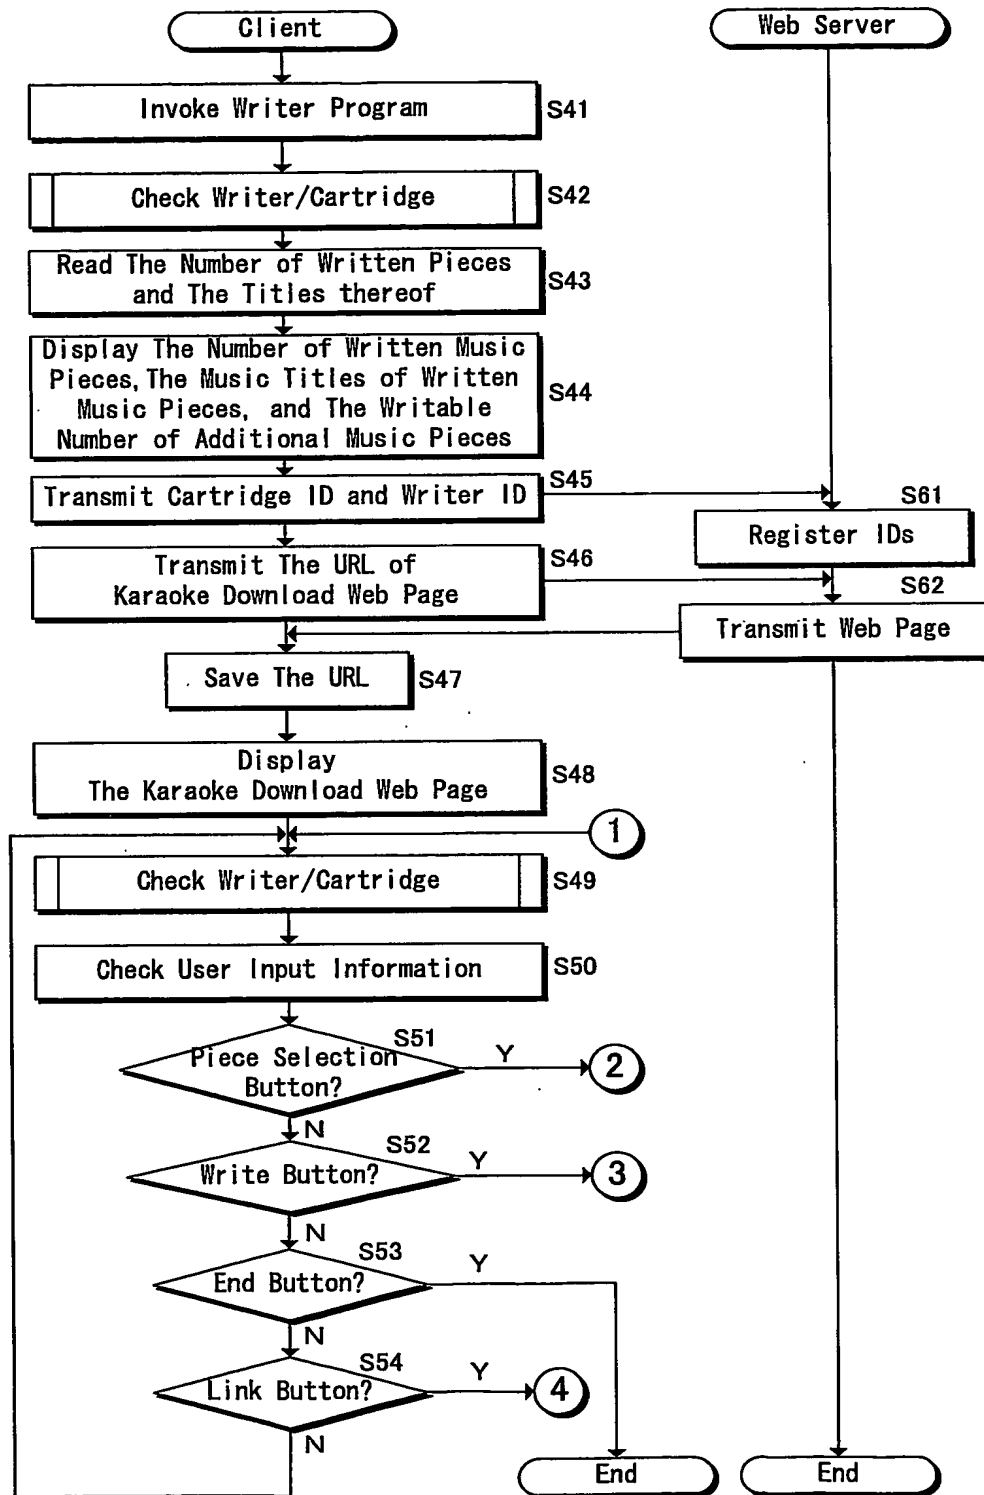 Client
Web Server
Invoke Writer Program
S41
Check Writer/Cartridge
S42
Read The Number of Written Pieces
and The Titles thereof
S43
Display The Number of Written Music
Pieces, The Music Titles of Written
Music Pieces, and The Writable
Number of Additional Music Pieces
S44
Transmit Cartridge ID and Writer ID
S45
S61
Register IDs
Transmit The URL of
Karaoke Download Web Page
S46
S62
Transmit Web Page
Save The URL
S47
Display
The Karaoke Download Web Page
S48
1
Check Writer/Cartridge
S49
Check User Input Information
S50
S51
Piece Selection
Button?
Y
2
N
S52
Write Button?
Y
3
N
S53
End Button?
Y
N
S54
Link Button?
Y
4
N
End
End